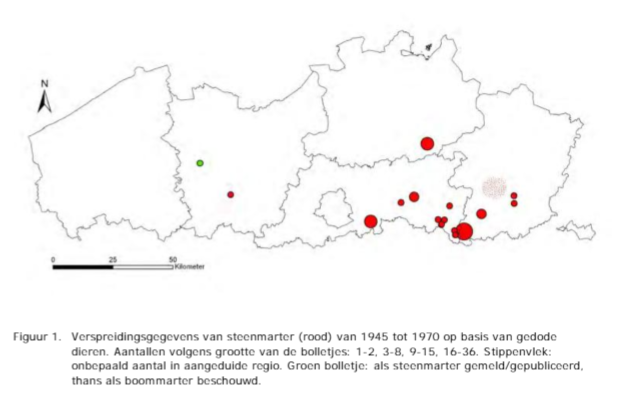 N
0 25 50
Kilometer
Figuur 1. Verspreidingsgegevens van steenmarter (rood) van 1945 tot 1970 op basis van gedode
dieren. Aantallen volgens grootte van de bolletjes: 1-2, 3-8, 9-15, 16-36. Stippenvlek:
onbepaald aantal in aangeduide regio. Groen bolletje: als steenmarter gemeld/gepubliceerd,
thans als boommarter beschouwd.